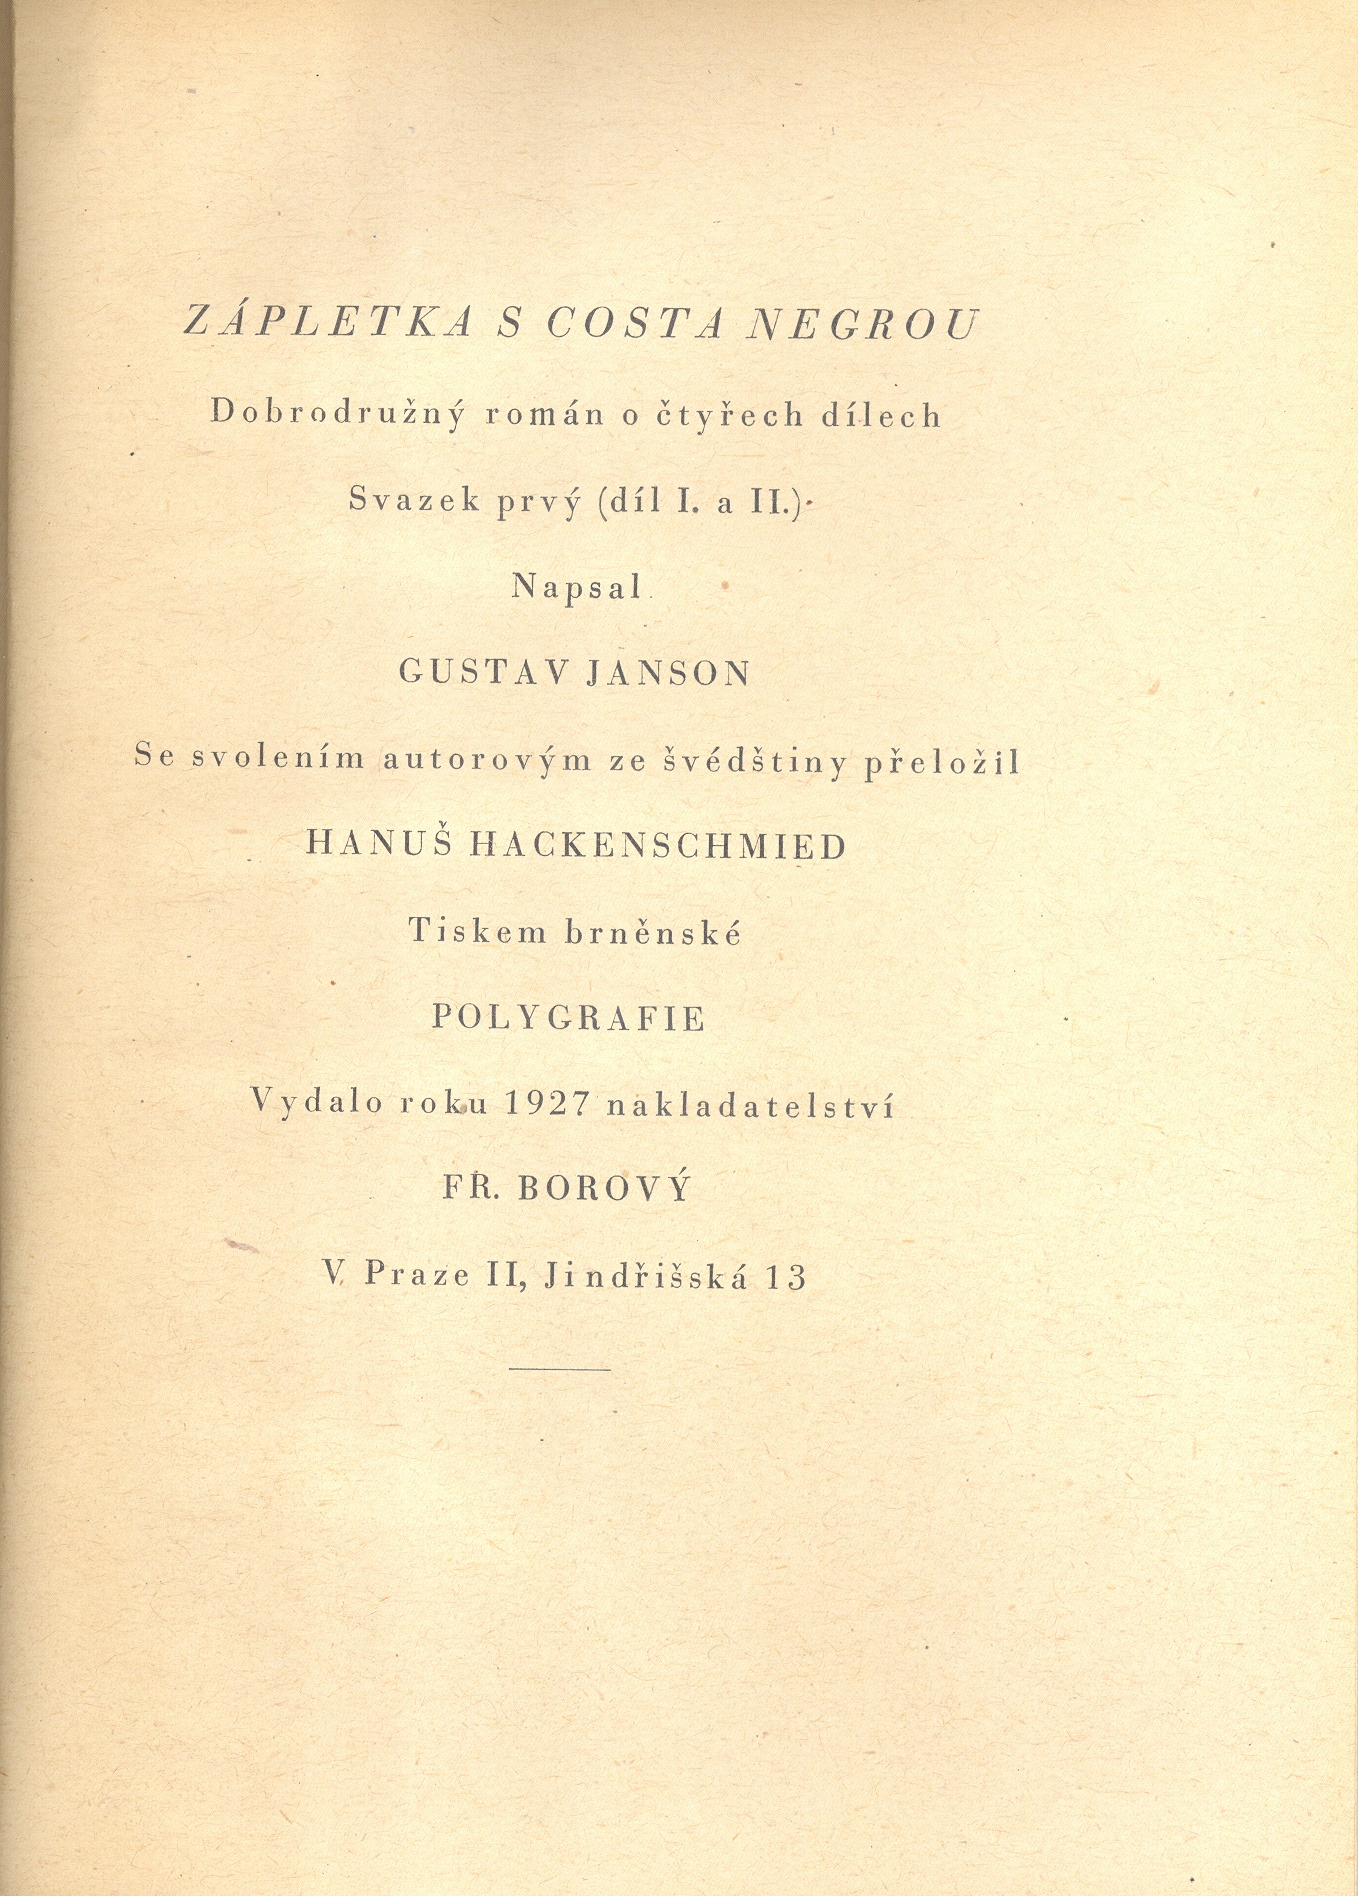 ZÁPLETKA S COSTA NEGROU
Dobrodružný román o čtyřech dílech
Svazek prvý (díl I. a II.)
Napsal
GUSTAV JANSON
Se svolením autorovým ze švédštiny přeložil
HANUŠ HACKENSCHMIED
Tiskem brněnské
POLYGRAFIE
Vydalo roku 1927 nakladatelství
FR. BOROVÝ
V Praze II, Jindřišská 13